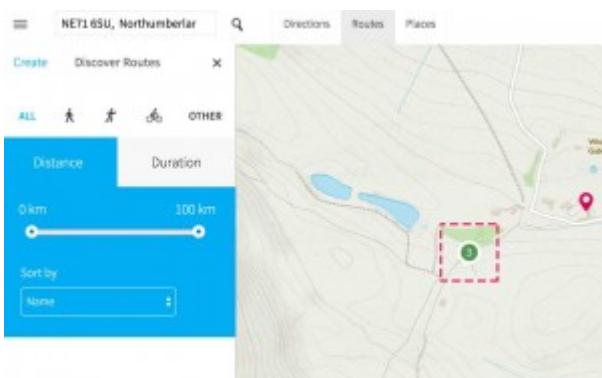 NE71 6SU, Northumberlar
Directions
Routes
Places
Create
Discover Routes
ALL
OTHER
Distance
Duration
0 km
100 km
Sort by
Name
3